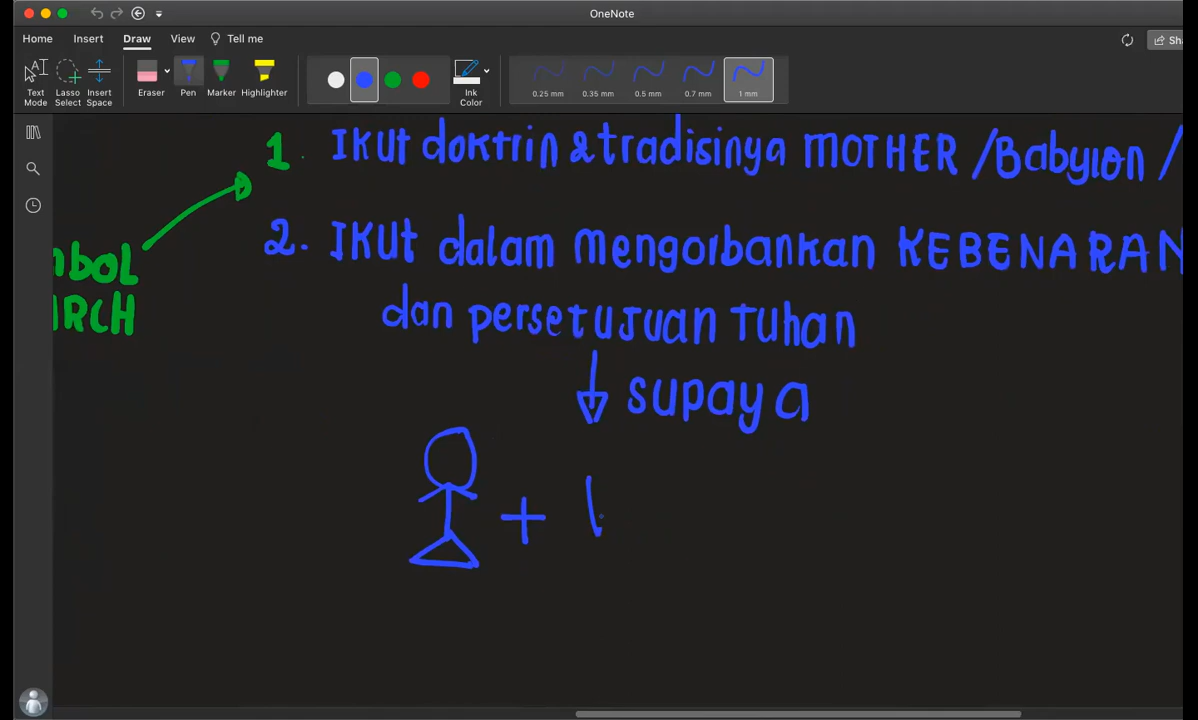 OneNote
Home Insert Draw View Tell me
Text Mode
Lasso Select
Insert Space
Eraser
Pen
Marker
Highlighter
Ink Color
0.25 mm
0.35 mm
0.5 mm
0.7 mm
1 mm
1. IKUt doktrin & tradisinya MOTHER / Babylon /
2. IKUt dalam mengorbankan KEBENARAN
dan persetujuan Tuhan
supaya
+